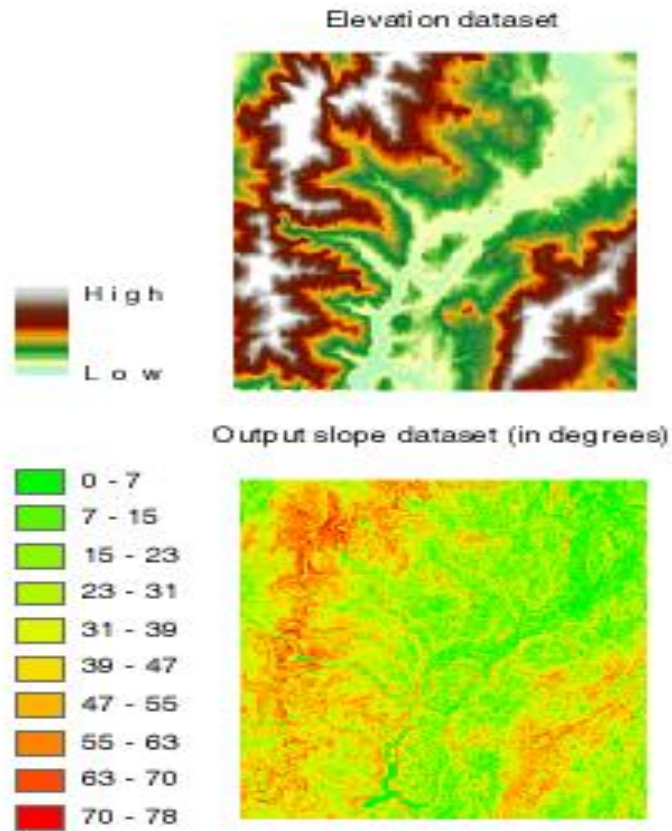 Elevation dataset
High
Low
Output slope dataset (in degrees)
0 - 7
7 - 15
15 - 23
23 - 31
31 - 39
39 - 47
47 - 55
55 - 63
63 - 70
70 - 78